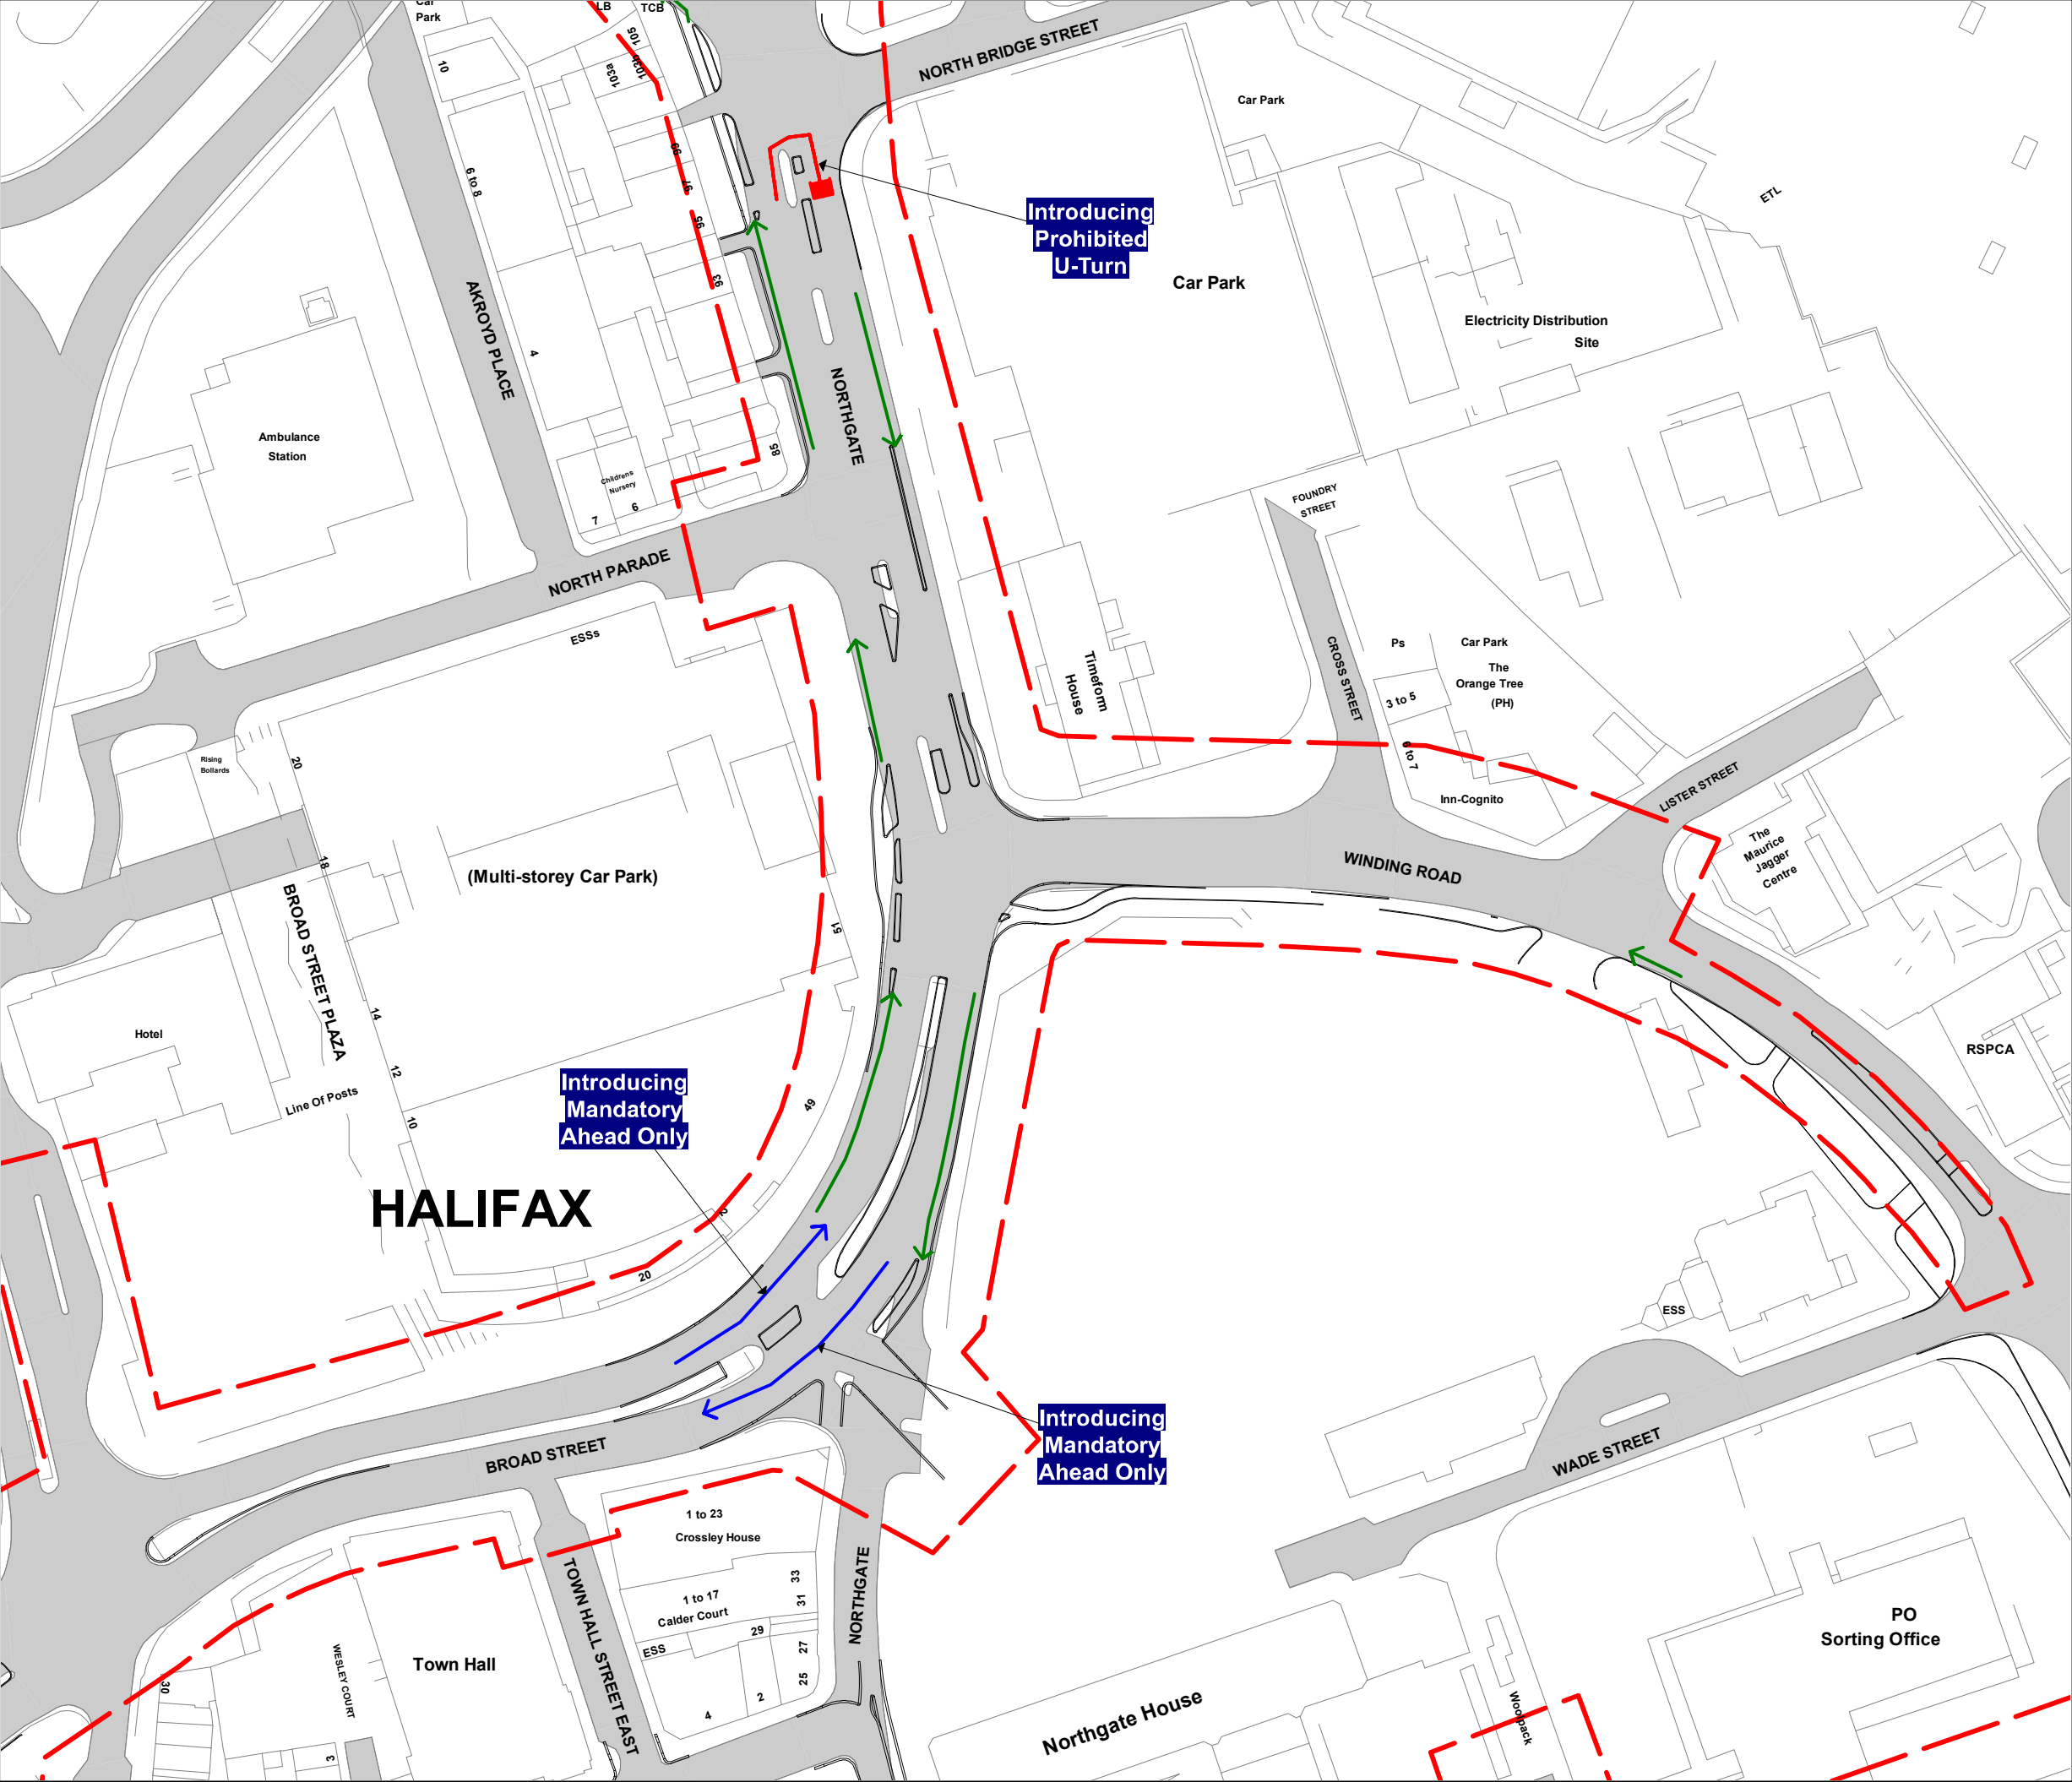 Car
Park
LB
TCB
105
103b
103a
10
NORTH BRIDGE STREET
Car Park
99
6 to 8
97
95
93
ETL
Introducing
Prohibited
U-Turn
Car Park
Electricity Distribution
Site
AKROYD PLACE
4
NORTHGATE
Ambulance
Station
85
Childrens
Nursery
7
6
FOUNDRY
STREET
NORTH PARADE
ESSs
CROSS STREET
Ps
Car Park
The
Orange Tree
(PH)
3 to 5
6 to 7
Timeform
House
Inn-Cognito
LISTER STREET
Rising
Bollards
20
The
Maurice
Jagger
Centre
18
(Multi-storey Car Park)
WINDING ROAD
51
BROAD STREET PLAZA
14
Hotel
RSPCA
12
Line Of Posts
10
49
Introducing
Mandatory
Ahead Only
HALIFAX
2
20
ESS
Introducing
Mandatory
Ahead Only
BROAD STREET
WADE STREET
1 to 23
Crossley House
TOWN HALL STREET EAST
33
31
1 to 17
Calder Court
NORTHGATE
29
ESS
27
25
2
4
PO
Sorting Office
Town Hall
WESLEY COURT
30
3
Northgate House
Woolpack